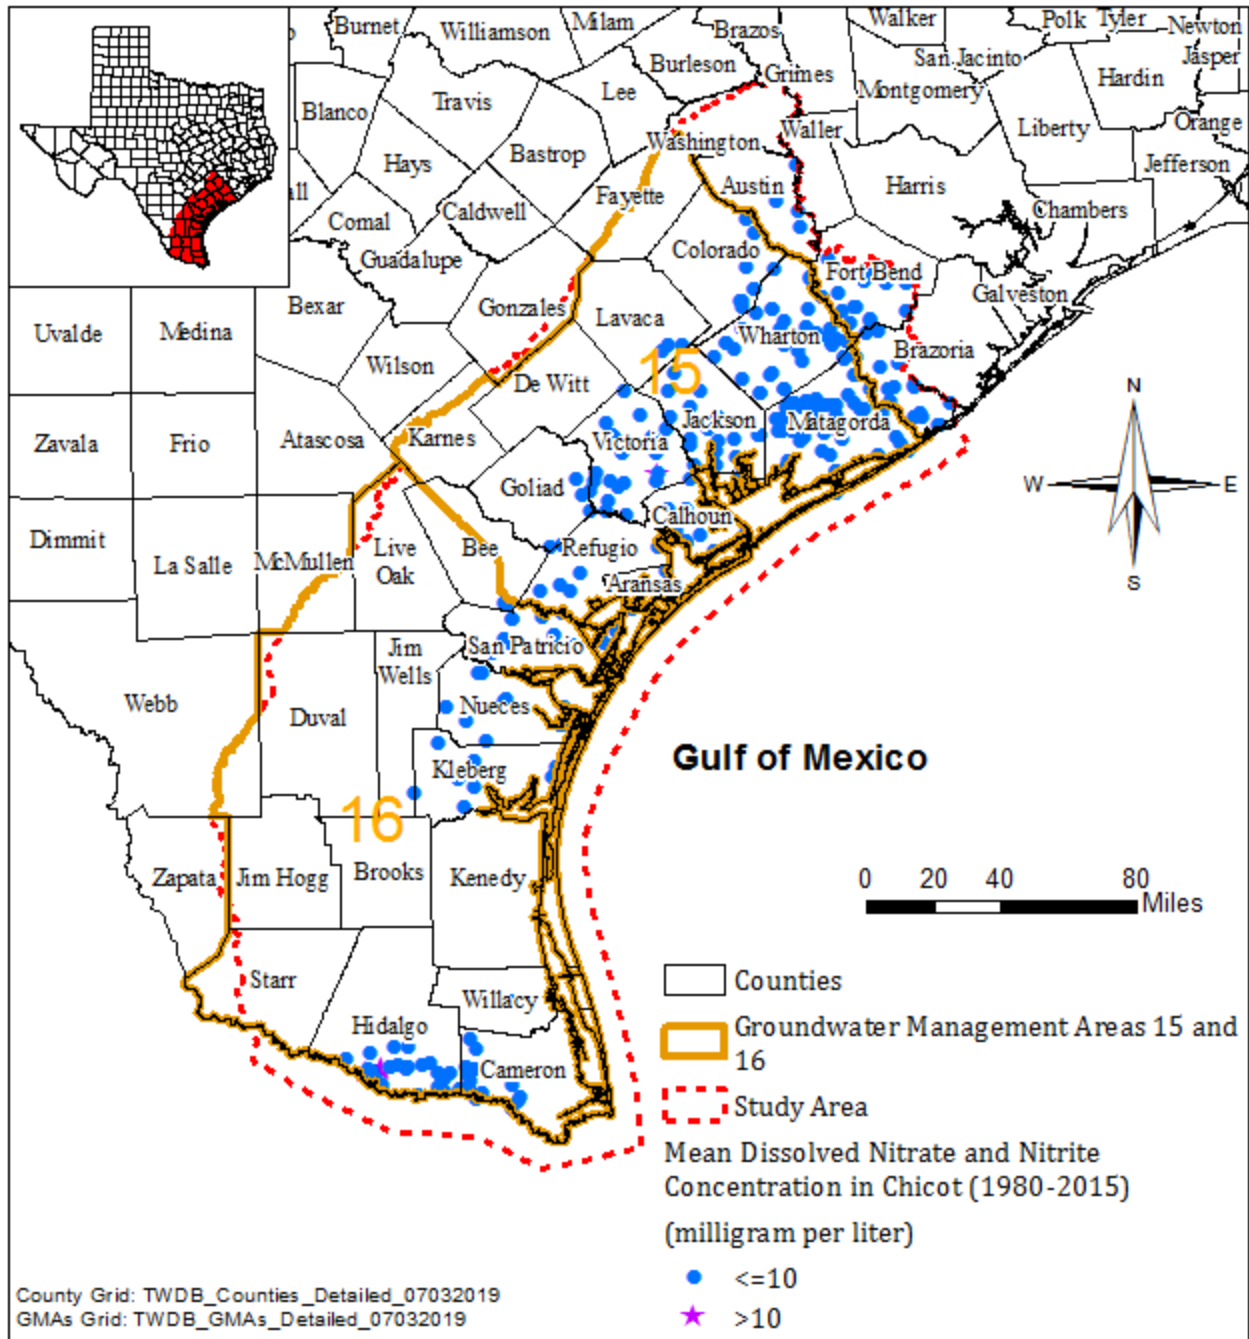 Burnet
Williamson
Milam
Brazos
Walker
Polk
Tyler
Newton
Burleson
Grimes
San Jacinto
Jasper
Blanco
Travis
Lee
Montgomery
Hardin
Washington
Waller
Liberty
Orange
Hays
Bastrop
Austin
Harris
Jefferson
all
Comal
Caldwell
Fayette
Chambers
Guadalupe
Colorado
Fort Bend
Bexar
Gonzales
Lavaca
Galveston
Uvalde
Medina
Wilson
Wharton
Brazoria
15
De Witt
Zavala
Frio
Atascosa
Karnes
Victoria
Jackson
Matagorda
N
W
E
S
Goliad
Calhoun
Dimmit
La Salle
McMullen
Live
Oak
Bee
Refugio
Aransas
Jim
Wells
San Patricio
Webb
Duval
Nueces
Gulf of Mexico
Kleberg
16
Zapata
Jim Hogg
Brooks
Kenedy
0 20 40 80
Miles
Starr
Willacy
Hidalgo
Cameron
Counties
Groundwater Management Areas 15 and
16
Study Area
Mean Dissolved Nitrate and Nitrite
Concentration in Chicot (1980-2015)
(milligram per liter)
<=10
>10
County Grid: TWDB_Counties_Detailed_07032019
GMAs Grid: TWDB_GMAs_Detailed_07032019